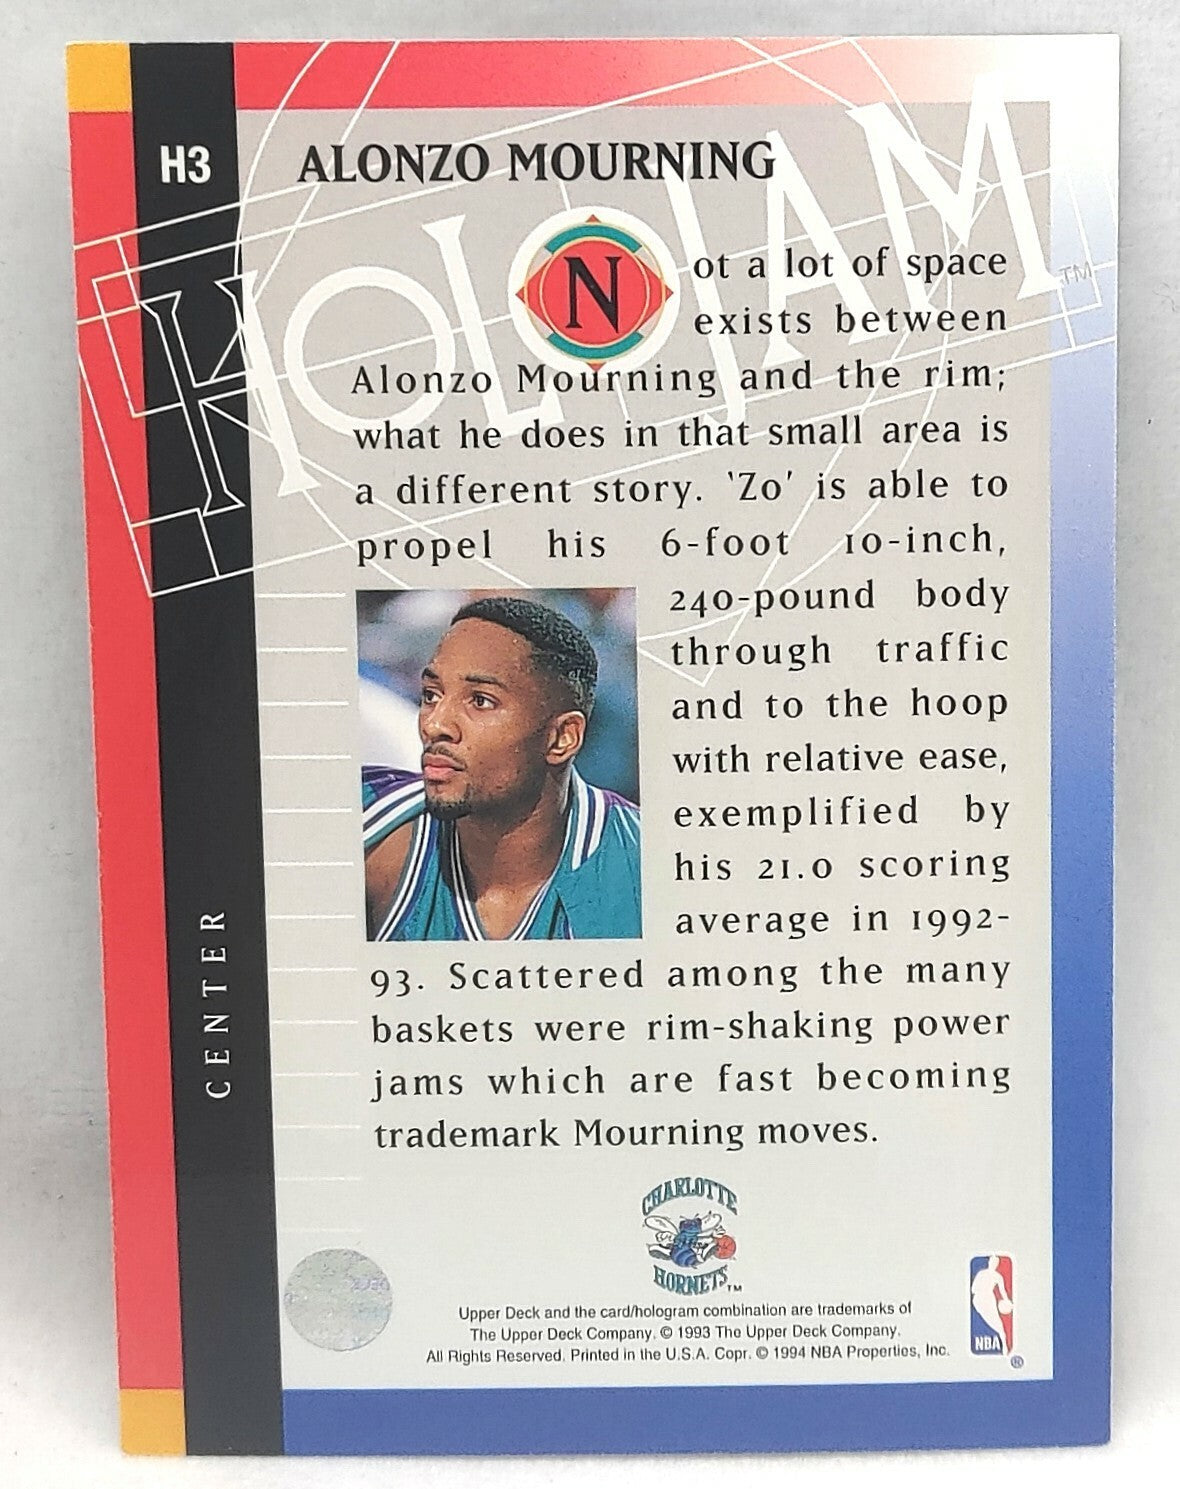 H3
ALONZO MOURNING
HOLOJAM™
Not a lot of space
exists between
Alonzo Mourning and the rim;
what he does in that small area is
a different story. 'Zo' is able to
propel his 6-foot 10-inch,
240-pound body
through traffic
and to the hoop
with relative ease,
exemplified by
his 21.0 scoring
average in 1992-
93. Scattered among the many
baskets were rim-shaking power
jams which are fast becoming
trademark Mourning moves.
CENTER
CHARLOTTE
HORNETS™
Upper Deck and the card/hologram combination are trademarks of
The Upper Deck Company. © 1993 The Upper Deck Company.
All Rights Reserved. Printed in the U.S.A. Copr. © 1994 NBA Properties, Inc.
NBA
®